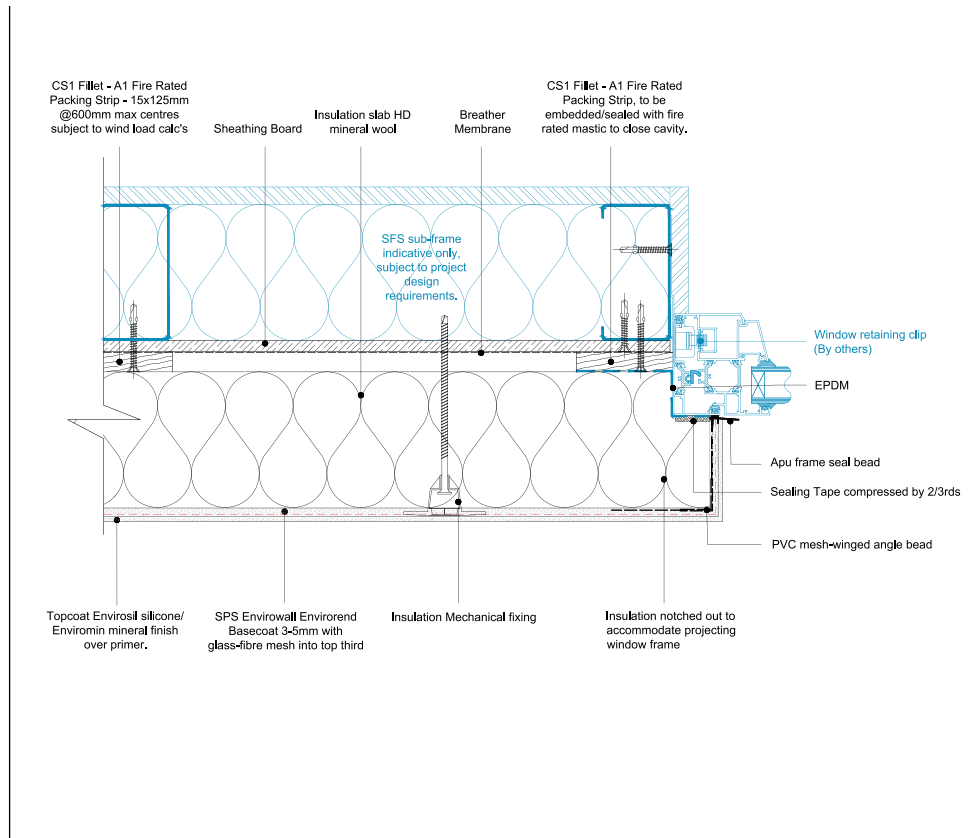 CS1 Fillet - A1 Fire Rated
Packing Strip - 15x125mm
@600mm max centres
subject to wind load calc's
Sheathing Board
Insulation slab HD
mineral wool
Breather
Membrane
CS1 Fillet - A1 Fire Rated
Packing Strip, to be
embedded/sealed with fire
rated mastic to close cavity.
SFS sub-frame
indicative only,
subject to project
design
requirements.
Window retaining clip
(By others)
EPDM
Apu frame seal bead
Sealing Tape compressed by 2/3rds
PVC mesh-winged angle bead
Topcoat Envirosil silicone/
Enviromin mineral finish
over primer.
SPS Envirowall Envirorend
Basecoat 3-5mm with
glass-fibre mesh into top third
Insulation Mechanical fixing
Insulation notched out to
accommodate projecting
window frame